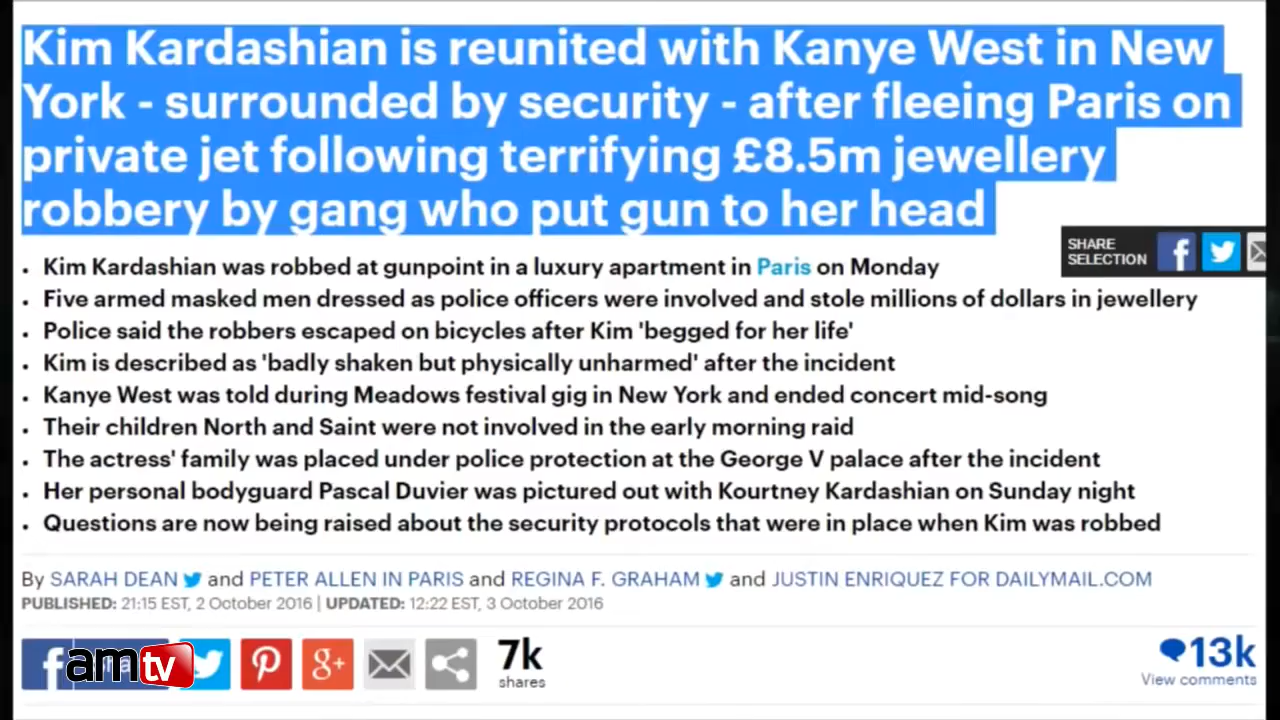 Kim Kardashian is reunited with Kanye West in New
York - surrounded by security - after fleeing Paris on
private jet following terrifying £8.5m jewellery
robbery by gang who put gun to her head
SHARE
SELECTION
• Kim Kardashian was robbed at gunpoint in a luxury apartment in Paris on Monday
• Five armed masked men dressed as police officers were involved and stole millions of dollars in jewellery
• Police said the robbers escaped on bicycles after Kim 'begged for her life'
• Kim is described as 'badly shaken but physically unharmed' after the incident
• Kanye West was told during Meadows festival gig in New York and ended concert mid-song
• Their children North and Saint were not involved in the early morning raid
• The actress' family was placed under police protection at the George V palace after the incident
• Her personal bodyguard Pascal Duvier was pictured out with Kourtney Kardashian on Sunday night
• Questions are now being raised about the security protocols that were in place when Kim was robbed
By SARAH DEAN and PETER ALLEN IN PARIS and REGINA F. GRAHAM and JUSTIN ENRIQUEZ FOR DAILYMAIL.COM
PUBLISHED: 21:15 EST, 2 October 2016 | UPDATED: 12:22 EST, 3 October 2016
amtv
7k
shares
13k
View comments